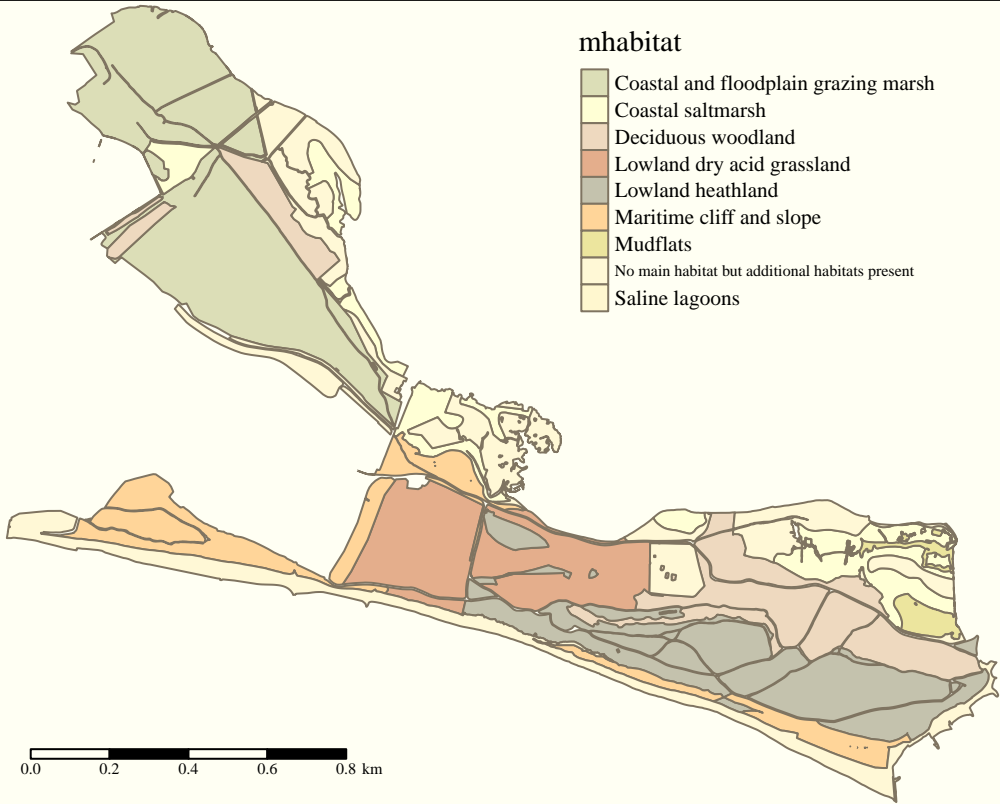 mhabitat
Coastal and floodplain grazing marsh
Coastal saltmarsh
Deciduous woodland
Lowland dry acid grassland
Lowland heathland
Maritime cliff and slope
Mudflats
No main habitat but additional habitats present
Saline lagoons
0.0 0.2 0.4 0.6 0.8 km